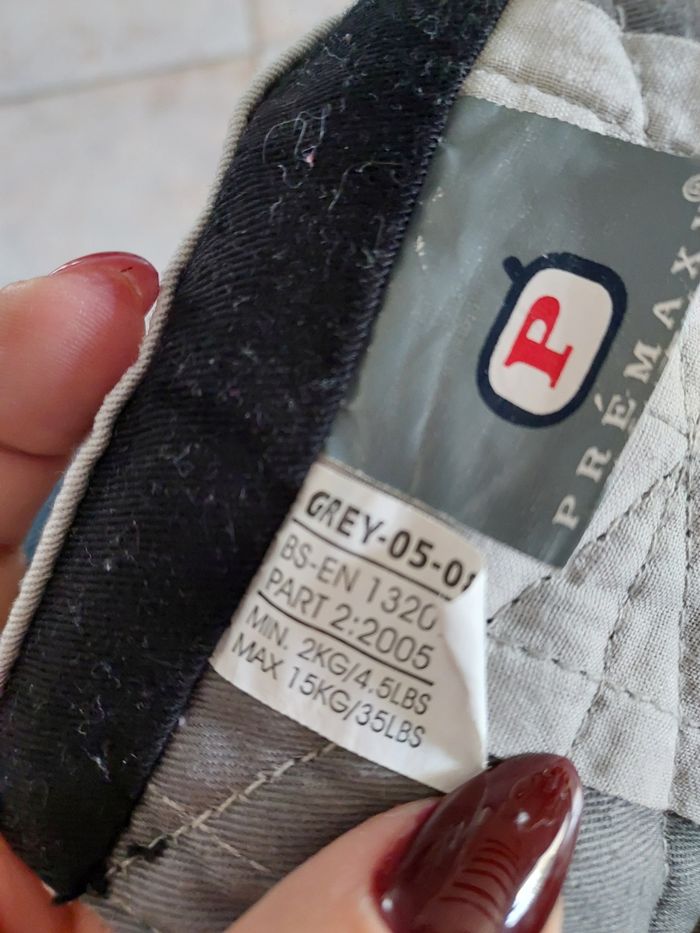 P
PRÉMAX
GREY-05-0
BS-EN 1320
PART 2:2005
MIN. 2KG/4.5LBS
MAX 15KG/35LBS